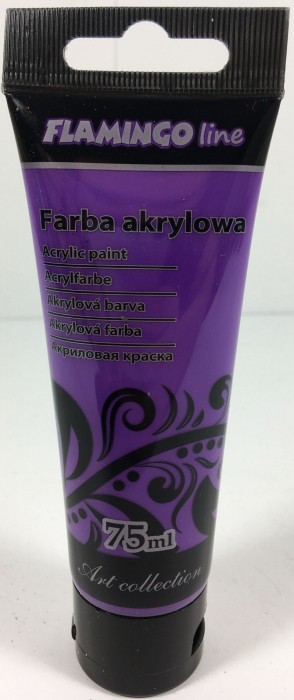 FLAMINGO line
Farba akrylowa
Acrylic paint
Acrylfarbe
Akrylová barva
Akrylová farba
Акриловая краска
75ml
Art collection